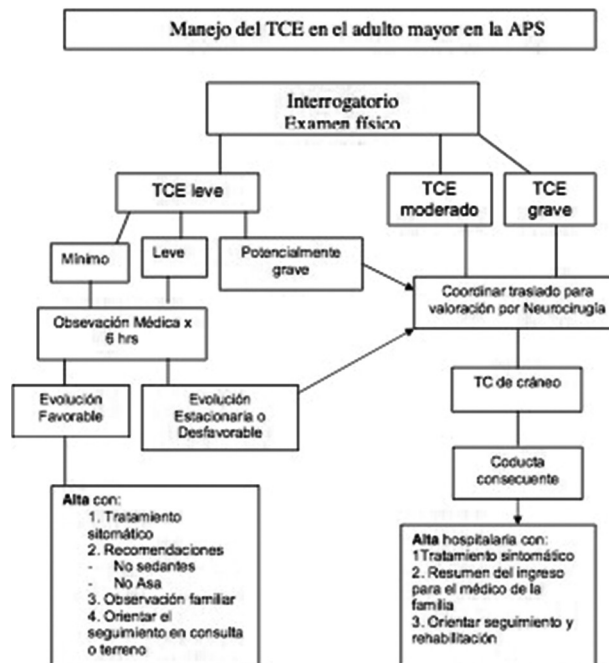 Manejo del TCE en el adulto mayor en la APS
Interrogatorio
Examen físico
TCE leve
TCE
moderado
TCE
grave
Mínimo
Leve
Potencialmente
grave
Coordinar traslado para
valoración por Neurocirugía
Obsevación Médica x
6 hrs
TC de cráneo
Evolución
Favorable
Evolución
Estacionaria o
Desfavorable
Coducta
consecuente
Alta con:
1. Tratamiento
sitomático
2. Recomendaciones
- No sedantes
- No Asa
3. Observación familiar
4. Orientar el
seguimiento en consulta
o terreno
Alta hospitalaria con:
1Tratamiento sintomático
2. Resumen del ingreso
para el médico de la
familia
3. Orientar seguimiento y
rehabilitación